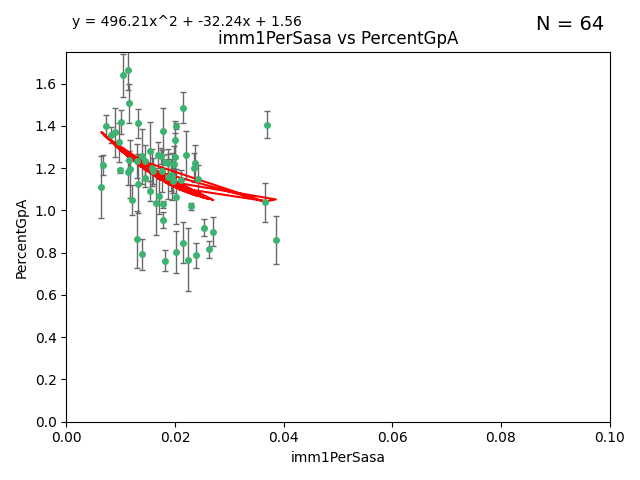 y = 496.21x^2 + -32.24x + 1.56
N = 64
imm1PerSasa vs PercentGpA
PercentGpA
1.6
1.4
1.2
1.0
0.8
0.6
0.4
0.2
0.0
0.00 0.02 0.04 0.06 0.08 0.10
imm1PerSasa